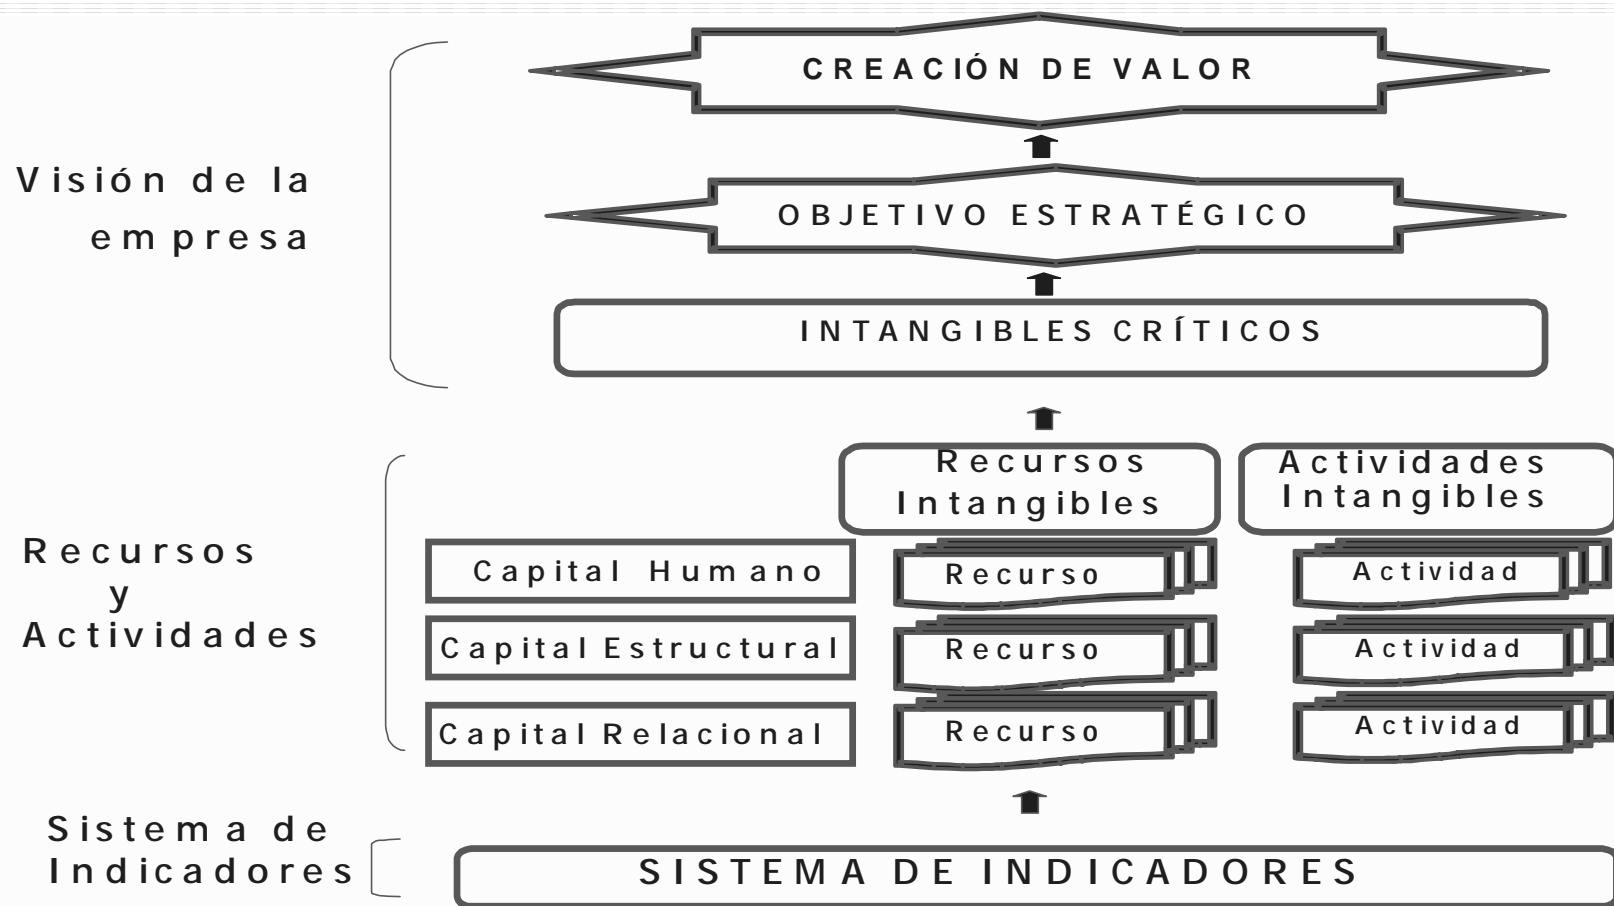 CREACIÓN DE VALOR
Visión de la
empresa
OBJETIVO ESTRATÉGICO
INTANGIBLES CRÍTICOS
Recursos
y
Actividades
Recursos
Intangibles
Actividades
Intangibles
Capital Humano
Recurso
Actividad
Capital Estructural
Recurso
Actividad
Capital Relacional
Recurso
Actividad
Sistema de
Indicadores
SISTEMA DE INDICADORES